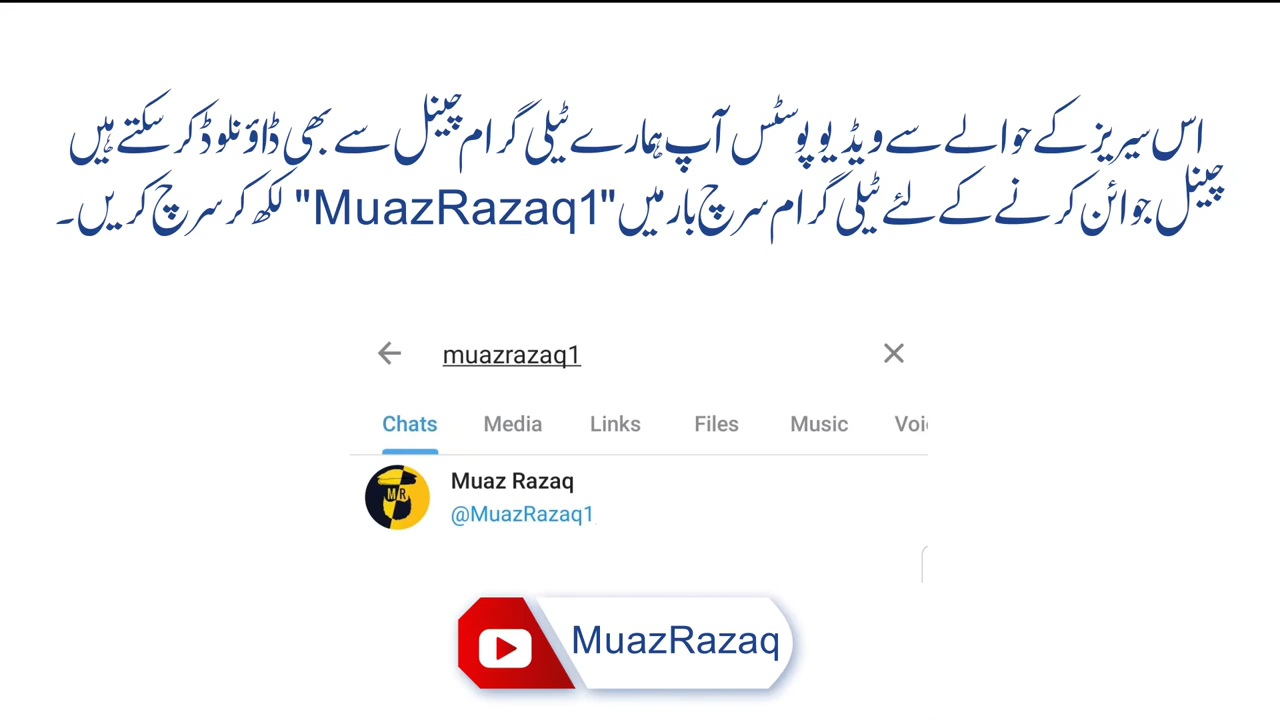 اس سیریز کے حوالے سے ویڈیو پوسٹس آپ ہمارے ٹیلی گرام چینل سے بھی ڈاؤنلوڈ کر سکتے ہیں
چینل جوائن کرنے کے لئے ٹیلی گرام سرچ بار میں "MuazRazaq1" لکھ کر سرچ کریں۔
muazrazaq1
Chats Media Links Files Music Voi
MR
Muaz Razaq
@MuazRazaq1
MuazRazaq